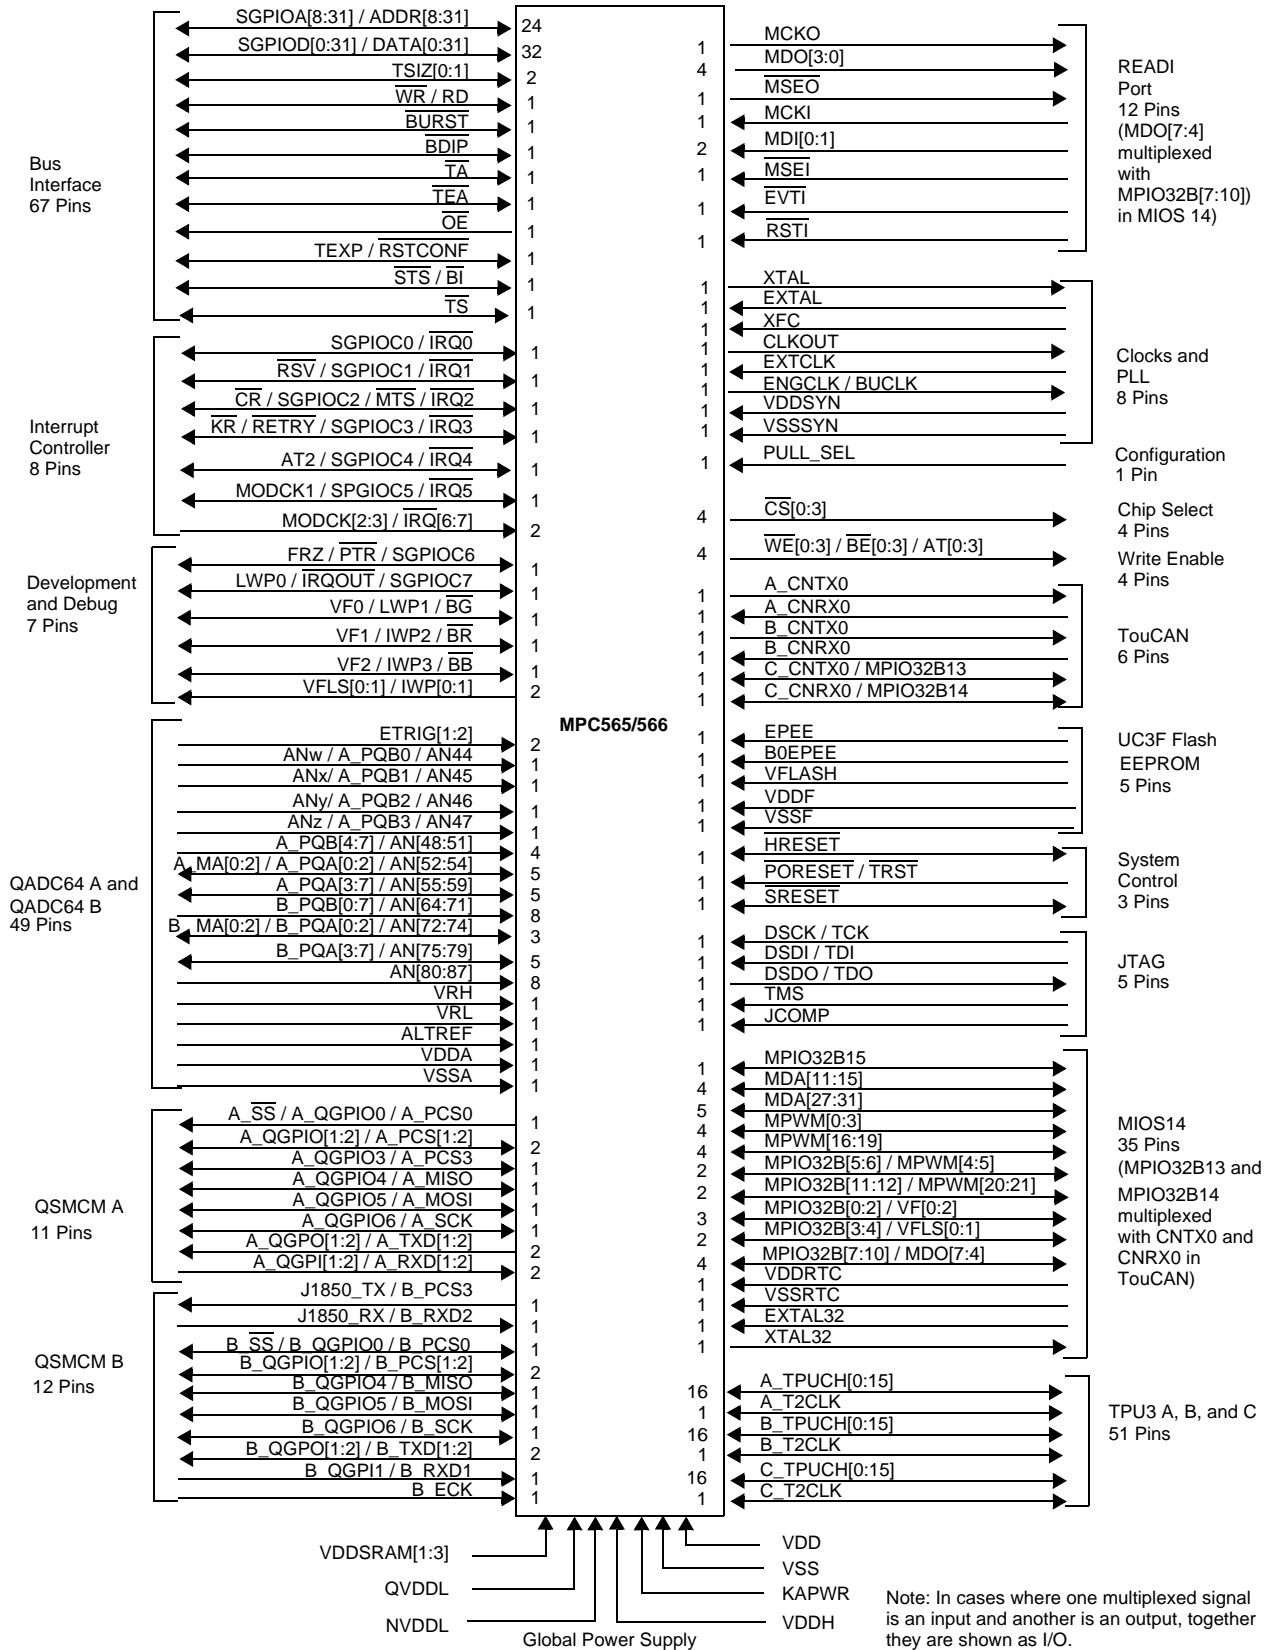 SGPIOA[8:31] / ADDR[8:31]
24
SGPIOD[0:31] / DATA[0:31]
32
TSIZ[0:1]
2
WR / RD
1
BURST
1
BDIP
1
TA
1
TEA
1
OE
1
TEXP / RSTCONF
1
STS / BI
1
TS
1
Bus
Interface
67 Pins
SGPIOC0 / IRQ0
1
RSV / SGPIOC1 / IRQ1
1
CR / SGPIOC2 / MTS / IRQ2
1
KR / RETRY / SGPIOC3 / IRQ3
1
AT2 / SGPIOC4 / IRQ4
1
MODCK1 / SPGIOC5 / IRQ5
1
MODCK[2:3] / IRQ[6:7]
2
Interrupt
Controller
8 Pins
FRZ / PTR / SGPIOC6
1
LWP0 / IRQOUT / SGPIOC7
1
VF0 / LWP1 / BG
1
VF1 / IWP2 / BR
1
VF2 / IWP3 / BB
1
VFLS[0:1] / IWP[0:1]
2
Development
and Debug
7 Pins
ETRIG[1:2]
2
ANw / A_PQB0 / AN44
1
ANx/ A_PQB1 / AN45
1
ANy/ A_PQB2 / AN46
1
ANz / A_PQB3 / AN47
1
A_PQB[4:7] / AN[48:51]
4
A_MA[0:2] / A_PQA[0:2] / AN[52:54]
5
A_PQA[3:7] / AN[55:59]
5
B_PQB[0:7] / AN[64:71]
8
B_MA[0:2] / B_PQA[0:2] / AN[72:74]
3
B_PQA[3:7] / AN[75:79]
5
AN[80:87]
8
VRH
1
VRL
1
ALTREF
1
VDDA
1
VSSA
1
QADC64 A and
QADC64 B
49 Pins
A_SS / A_QGPIO0 / A_PCS0
1
A_QGPIO[1:2] / A_PCS[1:2]
2
A_QGPIO3 / A_PCS3
1
A_QGPIO4 / A_MISO
1
A_QGPIO5 / A_MOSI
1
A_QGPIO6 / A_SCK
1
A_QGPO[1:2] / A_TXD[1:2]
2
A_QGPI[1:2] / A_RXD[1:2]
2
QSMCM A
11 Pins
J1850_TX / B_PCS3
1
J1850_RX / B_RXD2
1
B_SS / B_QGPIO0 / B_PCS0
1
B_QGPIO[1:2] / B_PCS[1:2]
2
B_QGPIO4 / B_MISO
1
B_QGPIO5 / B_MOSI
1
B_QGPIO6 / B_SCK
1
B_QGPO[1:2] / B_TXD[1:2]
2
B_QGPI1 / B_RXD1
1
B_ECK
1
QSMCM B
12 Pins
MPC565/566
1
MCKO
4
MDO[3:0]
1
MSEO
1
MCKI
2
MDI[0:1]
1
MSEI
1
EVTI
1
RSTI
READI
Port
12 Pins
(MDO[7:4]
multiplexed
with
MPIO32B[7:10])
in MIOS 14)
1
XTAL
1
EXTAL
1
XFC
1
CLKOUT
1
EXTCLK
1
ENGCLK / BUCLK
1
VDDSYN
1
VSSSYN
Clocks and
PLL
8 Pins
1
PULL_SEL
Configuration
1 Pin
4
CS[0:3]
Chip Select
4 Pins
4
WE[0:3] / BE[0:3] / AT[0:3]
Write Enable
4 Pins
1
A_CNTX0
1
A_CNRX0
1
B_CNTX0
1
B_CNRX0
1
C_CNTX0 / MPIO32B13
1
C_CNRX0 / MPIO32B14
TouCAN
6 Pins
1
EPEE
1
B0EPEE
1
VFLASH
1
VDDF
1
VSSF
UC3F Flash
EEPROM
5 Pins
1
HRESET
1
PORESET / TRST
1
SRESET
System
Control
3 Pins
1
DSCK / TCK
1
DSDI / TDI
1
DSDO / TDO
1
TMS
1
JCOMP
JTAG
5 Pins
1
MPIO32B15
4
MDA[11:15]
5
MDA[27:31]
4
MPWM[0:3]
4
MPWM[16:19]
2
MPIO32B[5:6] / MPWM[4:5]
2
MPIO32B[11:12] / MPWM[20:21]
3
MPIO32B[0:2] / VF[0:2]
2
MPIO32B[3:4] / VFLS[0:1]
4
MPIO32B[7:10] / MDO[7:4]
1
VDDRTC
1
VSSRTC
1
EXTAL32
1
XTAL32
MIOS14
35 Pins
(MPIO32B13 and
MPIO32B14
multiplexed
with CNTX0 and
CNRX0 in
TouCAN)
16
A_TPUCH[0:15]
1
A_T2CLK
16
B_TPUCH[0:15]
1
B_T2CLK
16
C_TPUCH[0:15]
1
C_T2CLK
TPU3 A, B, and C
51 Pins
VDDSRAM[1:3]
QVDDL
NVDDL
VDD
VSS
KAPWR
VDDH
Global Power Supply
Note: In cases where one multiplexed signal
is an input and another is an output, together
they are shown as I/O.